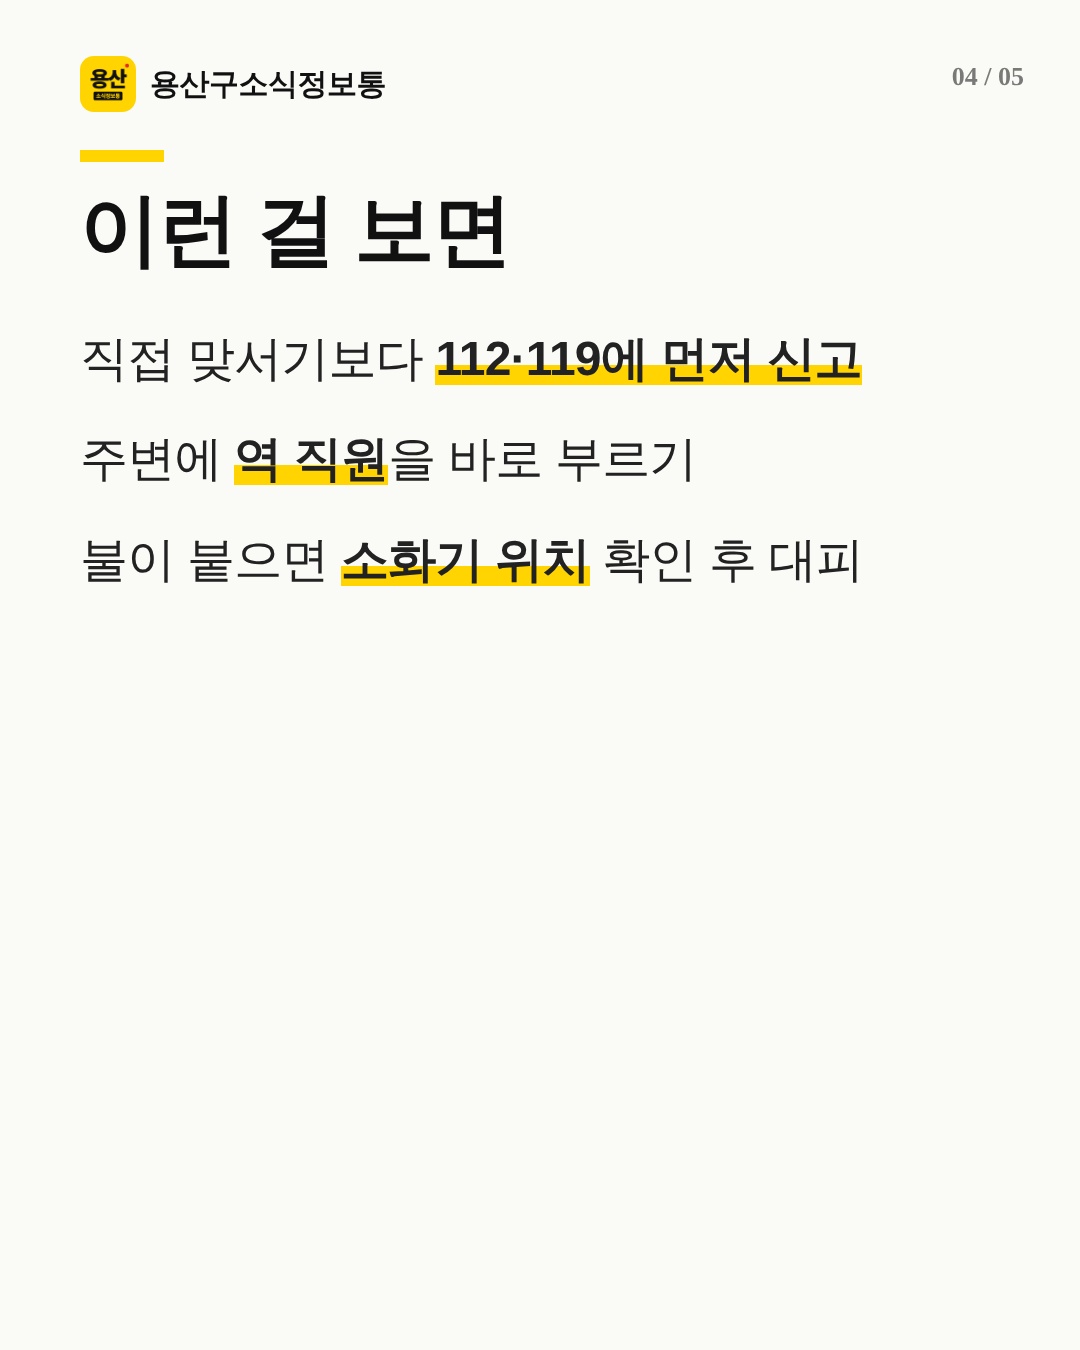 용산
소식정보통
용산구소식정보통
04 / 05
이런 걸 보면
직접 맞서기보다 112·119에 먼저 신고
주변에 역 직원을 바로 부르기
불이 붙으면 소화기 위치 확인 후 대피